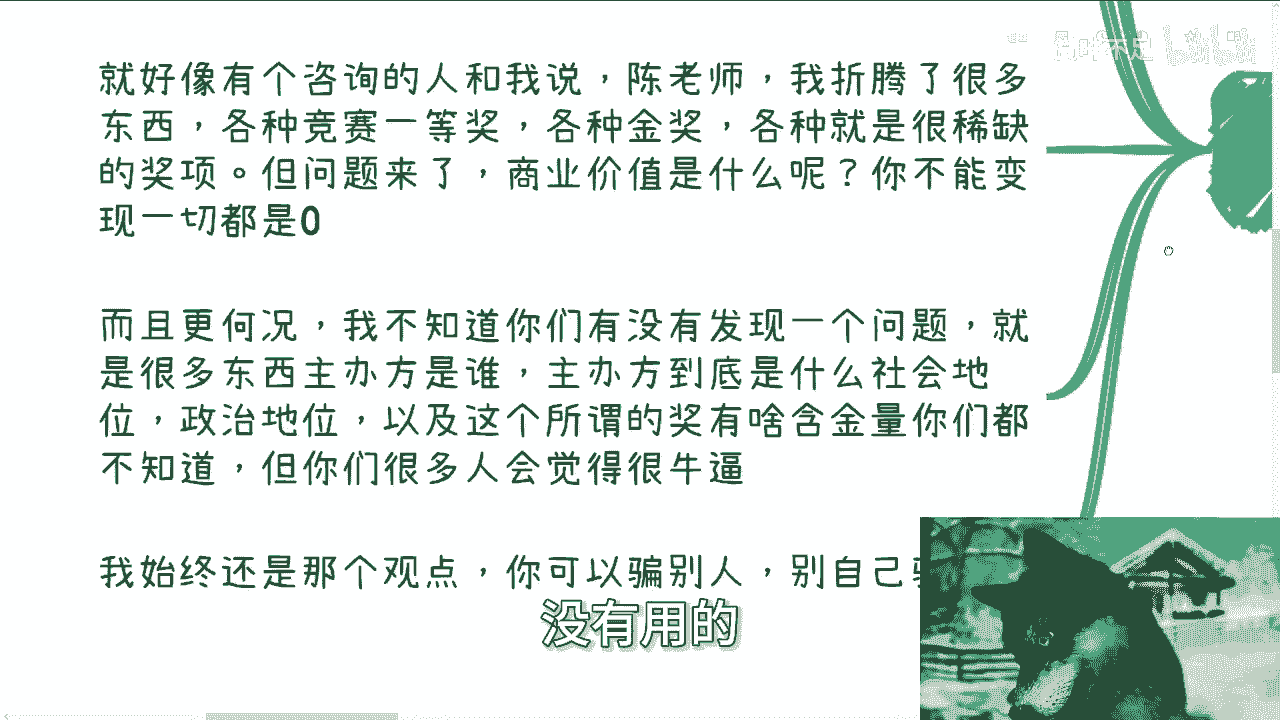 就好像有个咨询的人和我说，陈老师，我折腾了很多
东西，各种竞赛一等奖，各种金奖，各种就是很稀缺
的奖项。但问题来了，商业价值是什么呢？你不能变
现一切都是0
而且更何况，我不知道你们有没有发现一个问题，就
是很多东西主办方是谁，主办方到底是什么社会地
位，政治地位，以及这个所谓的奖有啥含金量你们都
不知道，但你们很多人会觉得很牛逼
我始终还是那个观点，你可以骗别人，别自己
没有用的